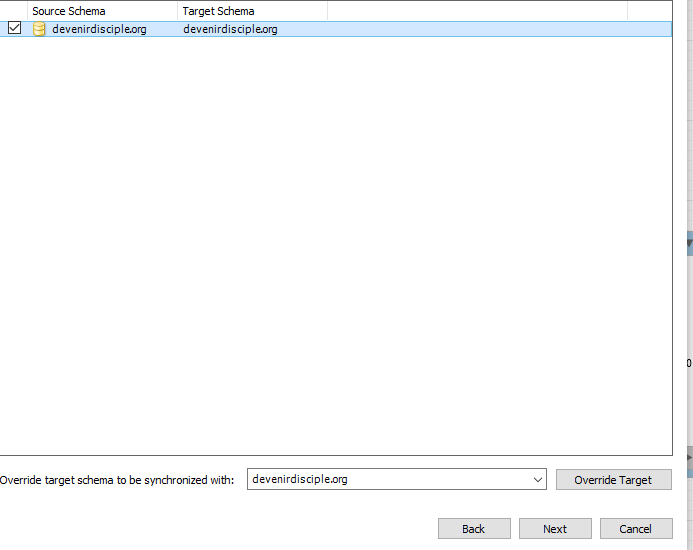 Source Schema Target Schema
devenirdisciple.org devenirdisciple.org
Override target schema to be synchronized with: devenirdisciple.org Override Target
Back Next Cancel